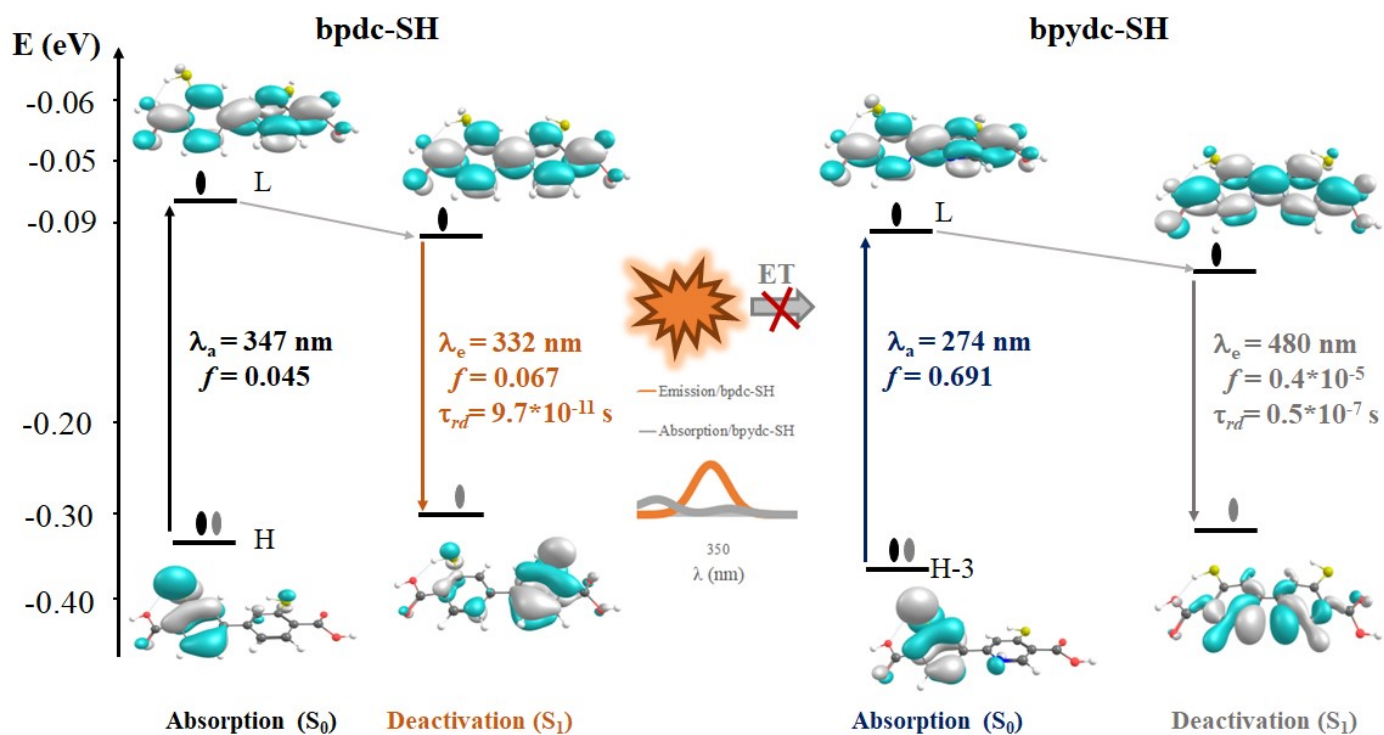 bpdc-SH
bpydc-SH
E (eV)
-0.06
-0.05
-0.09
-0.20
-0.30
-0.40
L
λa = 347 nm
f = 0.045
H
λe = 332 nm
f = 0.067
τrd= 9.7*10-11 s
ET
Emission/bpdc-SH
Absorption/bpydc-SH
350
λ (nm)
L
λa = 274 nm
f = 0.691
H-3
λe = 480 nm
f = 0.4*10-5
τrd= 0.5*10-7 s
Absorption (S0)
Deactivation (S1)
Absorption (S0)
Deactivation (S1)